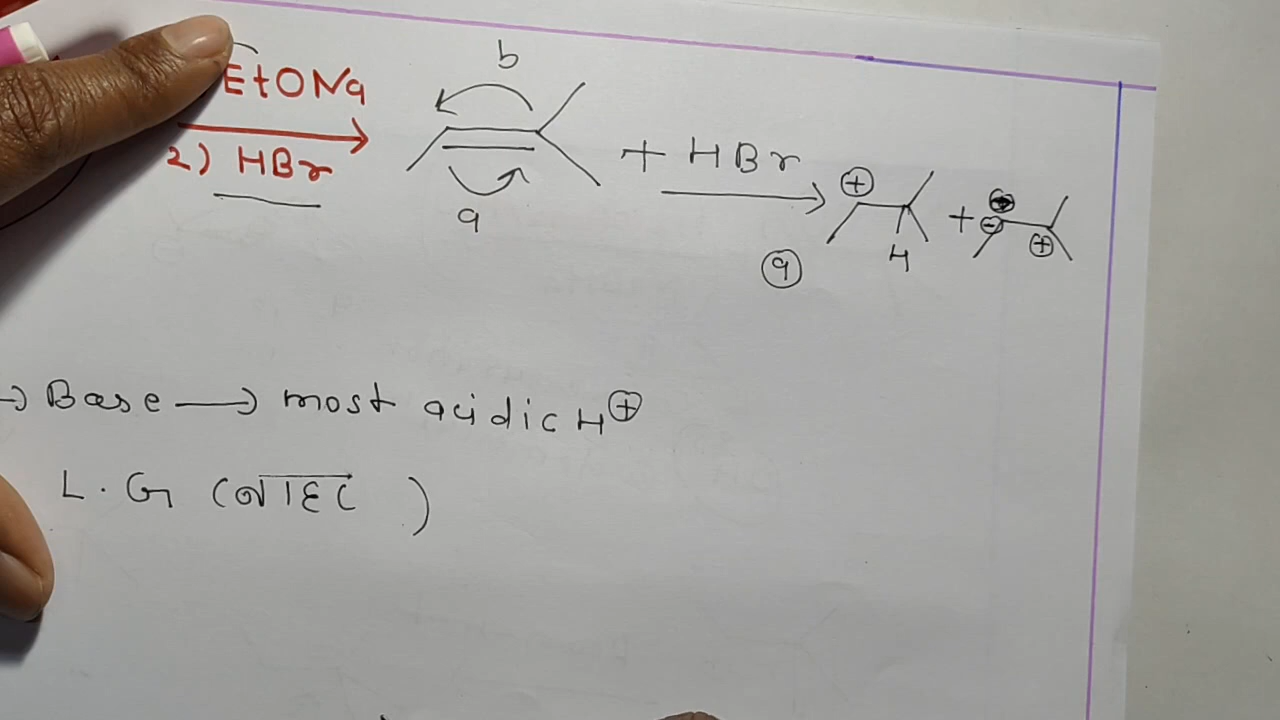 EtONa
2) HBr
b
a
+ HBr
⊕
H
ⓐ
+
⊖
⊕
→ Base → most acidic H⊕
L.G (
)